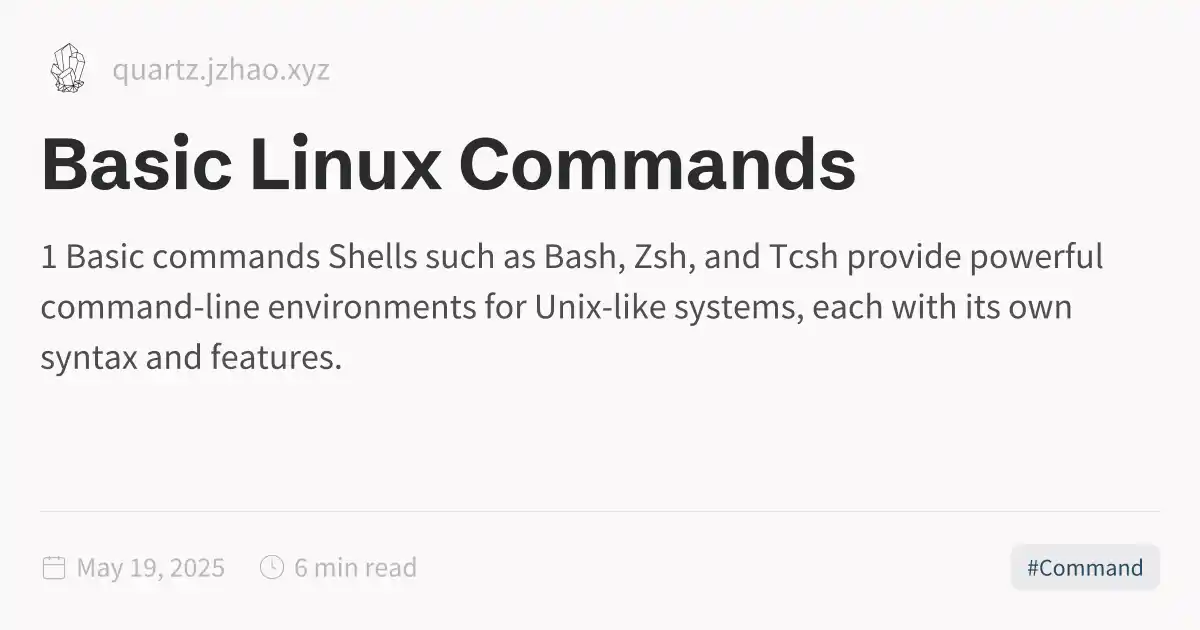 quartz.jzhao.xyz
Basic Linux Commands
1 Basic commands Shells such as Bash, Zsh, and Tcsh provide powerful
command-line environments for Unix-like systems, each with its own
syntax and features.
May 19, 2025 6 min read #Command